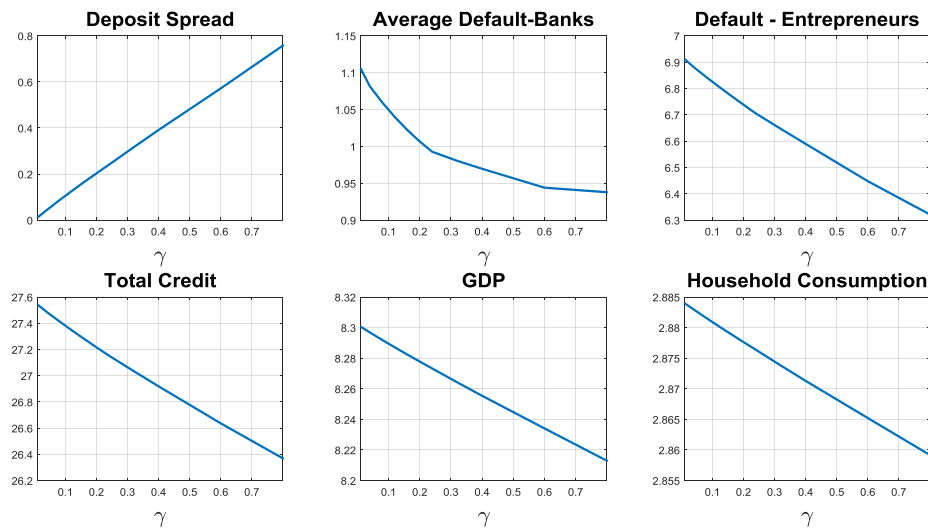 Deposit Spread
0.8
0.6
0.4
0.2
0
0.1 0.2 0.3 0.4 0.5 0.6 0.7
γ
Average Default-Banks
1.15
1.1
1.05
1
0.95
0.9
0.1 0.2 0.3 0.4 0.5 0.6 0.7
γ
Default - Entrepreneurs
7
6.9
6.8
6.7
6.6
6.5
6.4
6.3
0.1 0.2 0.3 0.4 0.5 0.6 0.7
γ
Total Credit
27.6
27.4
27.2
27
26.8
26.6
26.4
26.2
0.1 0.2 0.3 0.4 0.5 0.6 0.7
γ
GDP
8.32
8.3
8.28
8.26
8.24
8.22
8.2
0.1 0.2 0.3 0.4 0.5 0.6 0.7
γ
Household Consumption
2.885
2.88
2.875
2.87
2.865
2.86
2.855
0.1 0.2 0.3 0.4 0.5 0.6 0.7
γ